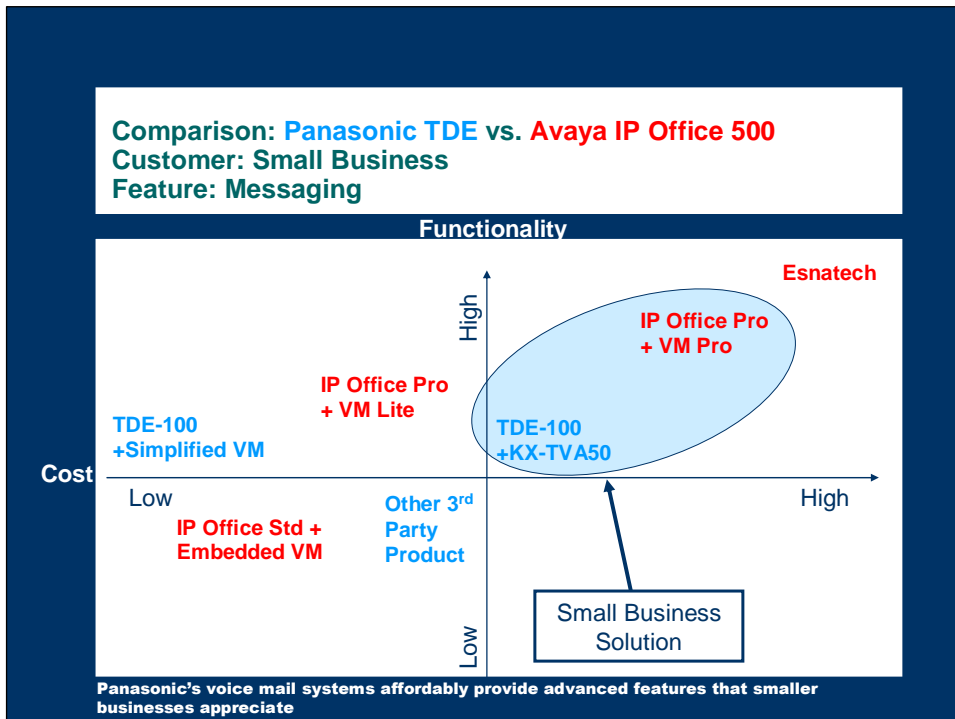 Comparison: Panasonic TDE vs. Avaya IP Office 500
Customer: Small Business
Feature: Messaging
Functionality
Esnatech
High
IP Office Pro
+ VM Pro
IP Office Pro
+ VM Lite
TDE-100
+Simplified VM
TDE-100
+KX-TVA50
Cost
Low
High
Other 3rd
Party
Product
IP Office Std +
Embedded VM
Small Business
Solution
Low
Panasonic's voice mail systems affordably provide advanced features that smaller
businesses appreciate